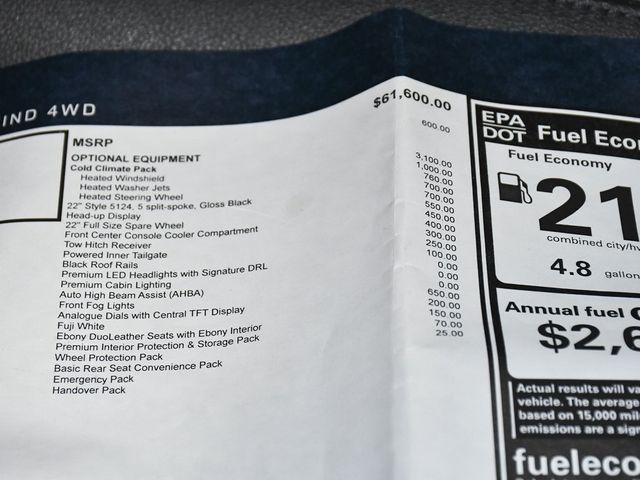 IND 4WD
MSRP
OPTIONAL EQUIPMENT
Cold Climate Pack
Heated Windshield
Heated Washer Jets
Heated Steering Wheel
22" Style 5124, 5 split-spoke, Gloss Black
Head-up Display
22" Full Size Spare Wheel
Front Center Console Cooler Compartment
Tow Hitch Receiver
Powered Inner Tailgate
Black Roof Rails
Premium LED Headlights with Signature DRL
Premium Cabin Lighting
Auto High Beam Assist (AHBA)
Front Fog Lights
Analogue Dials with Central TFT Display
Fuji White
Ebony DuoLeather Seats with Ebony Interior
Premium Interior Protection & Storage Pack
Wheel Protection Pack
Basic Rear Seat Convenience Pack
Emergency Pack
Handover Pack
$61,600.00
600.00
3,100.00
1,000.00
760.00
700.00
700.00
550.00
450.00
400.00
300.00
250.00
100.00
0.00
0.00
0.00
650.00
200.00
150.00
70.00
25.00
EPA
DOT
Fuel Eco
Fuel Economy
21
combined city/h
4.8 gallon
Annual fuel
$2,6
Actual results will va
vehicle. The average
based on 15,000 mil
emissions are a sign
fueleco